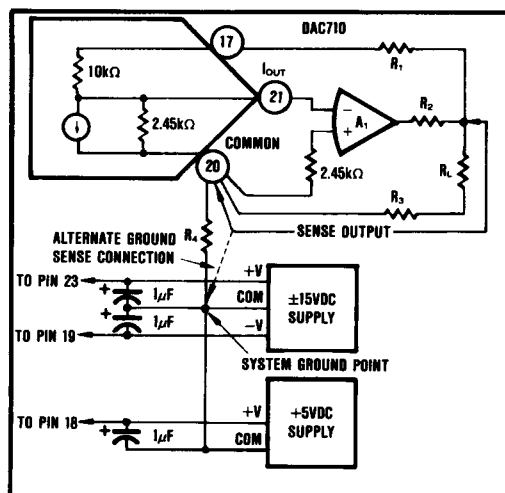 DAC710
17
R1
10kΩ
IOUT
21
2.45kΩ
−
A1
+
R2
COMMON
20
2.45kΩ
RL
R3
SENSE OUTPUT
R4
ALTERNATE GROUND
SENSE CONNECTION
TO PIN 23
+V
+
1μF
COM
±15VDC
SUPPLY
+
1μF
TO PIN 19
−V
SYSTEM GROUND
POINT
TO PIN 18
+V
+5VDC
SUPPLY
+
1μF
COM